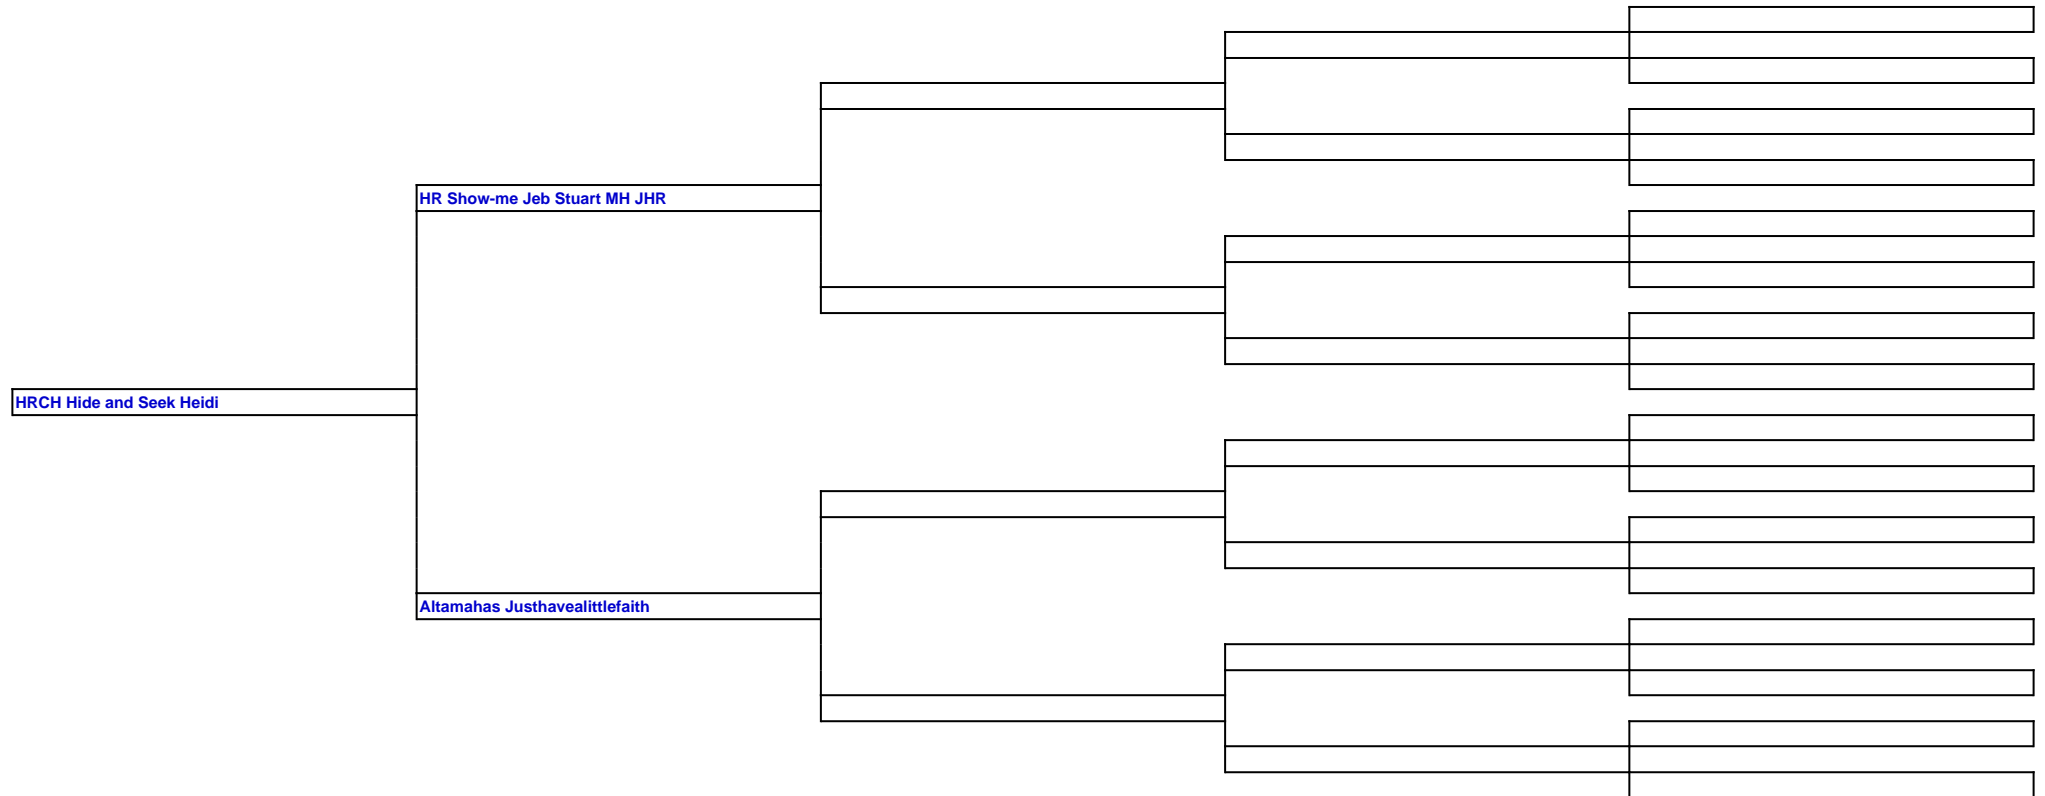 HR Show-me Jeb Stuart MH JHR
HRCH Hide and Seek Heidi
Altamahas Justhavealittlefaith